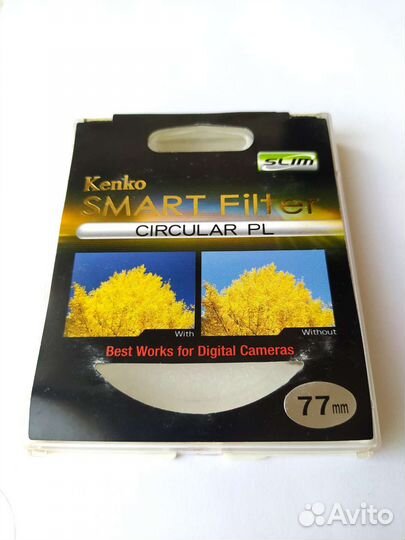 SLIM
Kenko
SMART Filter
CIRCULAR PL
With
Without
Best Works for Digital Cameras
77mm
Avito